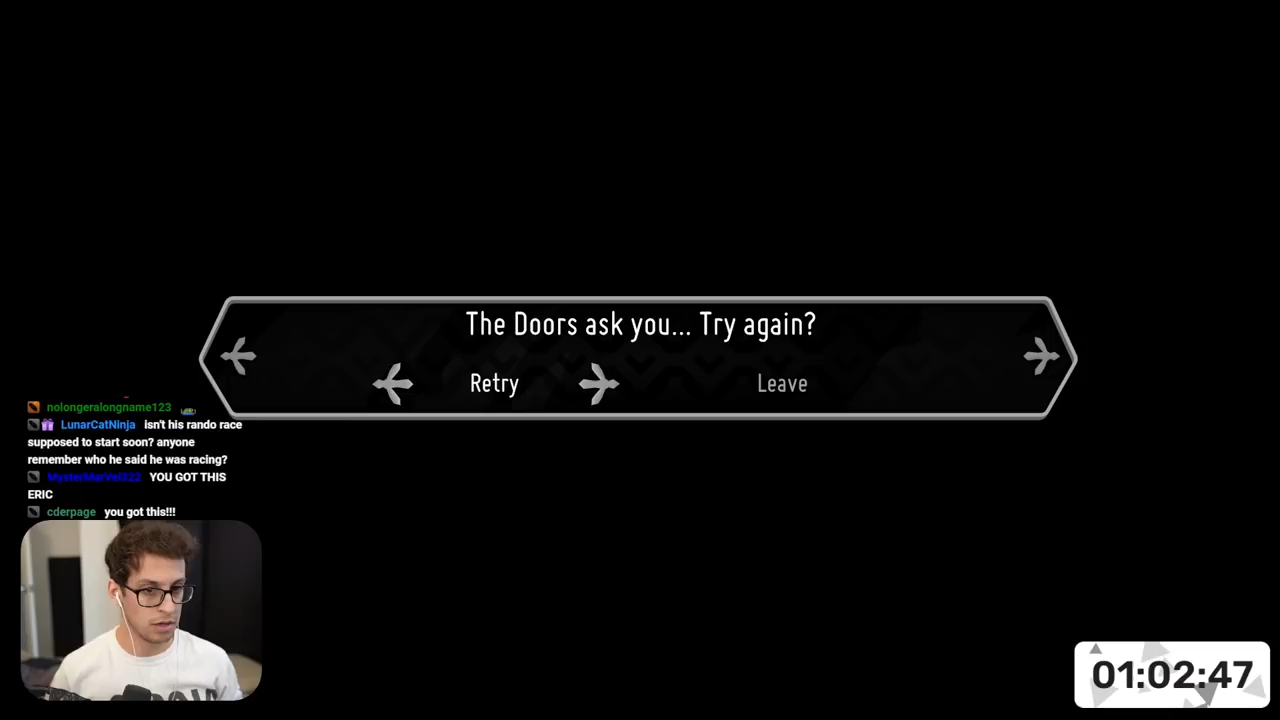 The Doors ask you... Try again?
Retry
Leave
nolongeralongname123
LunarCatNinja isn't his rando race
supposed to start soon? anyone
remember who he said he was racing?
YOU GOT THIS
ERIC
cderpage you got this!!!
01:02:47